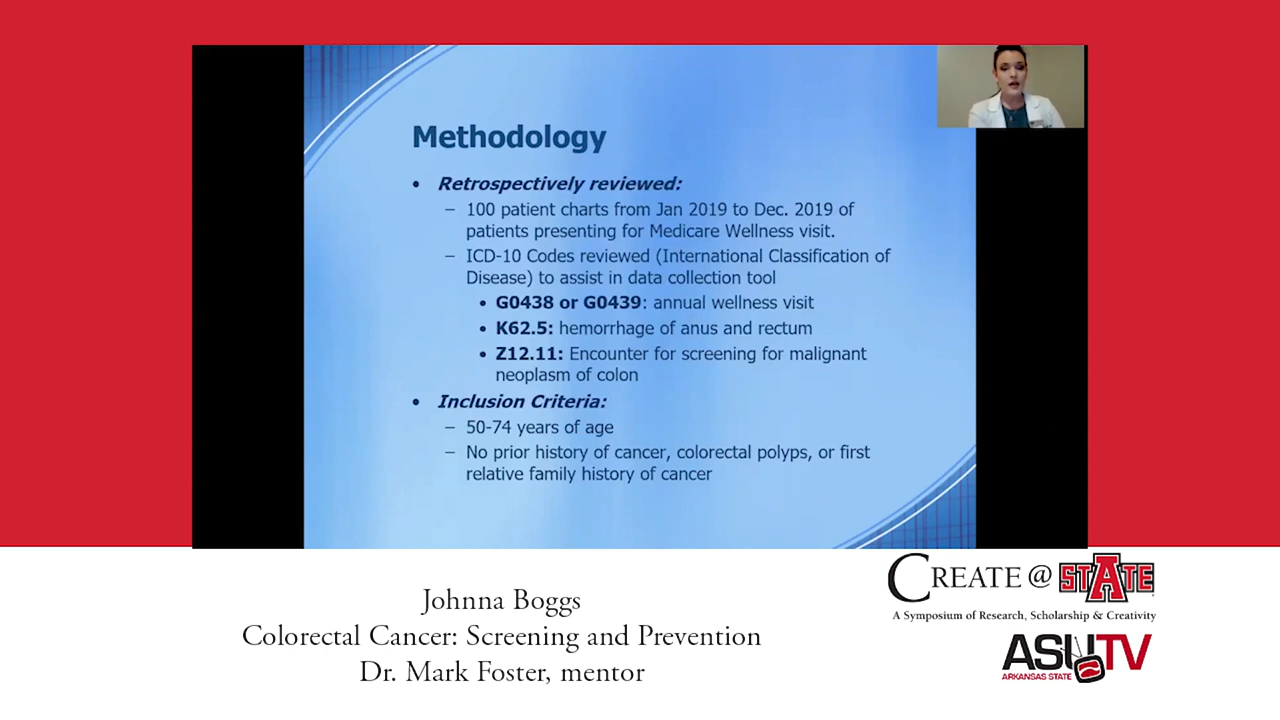 Methodology
• Retrospectively reviewed:
– 100 patient charts from Jan 2019 to Dec. 2019 of
patients presenting for Medicare Wellness visit.
– ICD-10 Codes reviewed (International Classification of
Disease) to assist in data collection tool
• G0438 or G0439: annual wellness visit
• K62.5: hemorrhage of anus and rectum
• Z12.11: Encounter for screening for malignant
neoplasm of colon
• Inclusion Criteria:
– 50-74 years of age
– No prior history of cancer, colorectal polyps, or first
relative family history of cancer
Johnna Boggs
Colorectal Cancer: Screening and Prevention
Dr. Mark Foster, mentor
CREATE @ STATE
A Symposium of Research, Scholarship & Creativity
ASUTV
ARKANSAS STATE